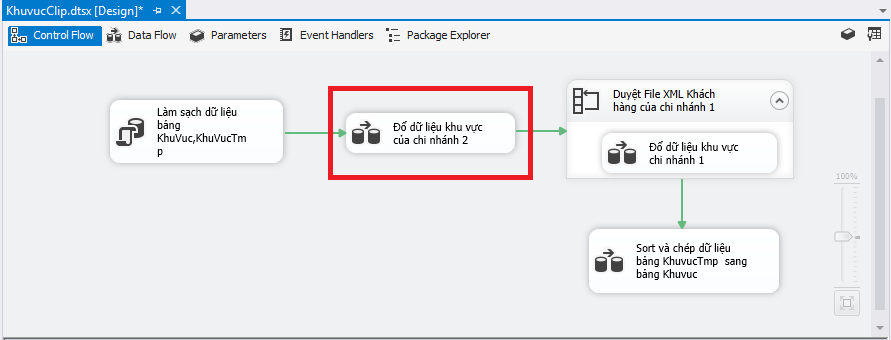 KhuvucClip.dtsx [Design]*
Control Flow
Data Flow
Parameters
Event Handlers
Package Explorer
Làm sạch dữ liệu
bảng
KhuVuc,KhuVucTm
p
Đổ dữ liệu khu vực
của chi nhánh 2
Duyệt File XML Khách
hàng của chi nhánh 1
Đổ dữ liệu khu vực
chi nhánh 1
Sort và chép dữ liệu
bảng KhuvucTmp sang
bảng Khuvuc
100%